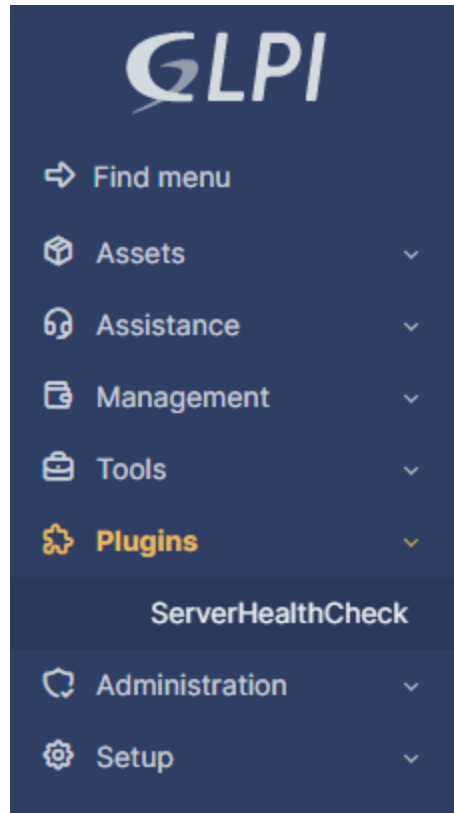 GLPI
Find menu
Assets
Assistance
Management
Tools
Plugins
ServerHealthCheck
Administration
Setup